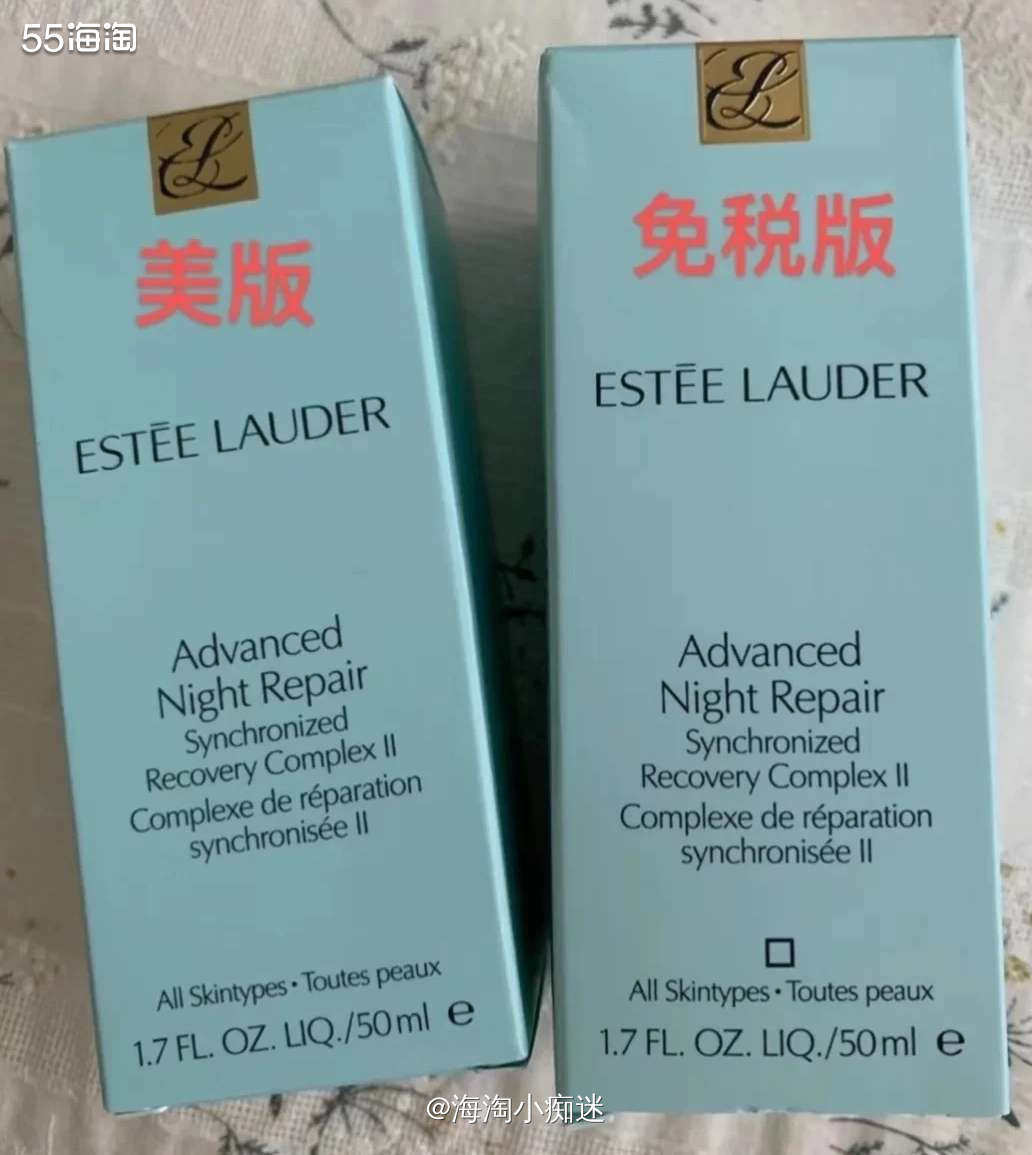 55海淘
EL
美版
ESTĒE LAUDER
Advanced
Night Repair
Synchronized
Recovery Complex II
Complexe de réparation
synchronisée II
All Skintypes • Toutes peaux
1.7 FL. OZ. LIQ./50ml e
EL
免税版
ESTĒE LAUDER
Advanced
Night Repair
Synchronized
Recovery Complex II
Complexe de réparation
synchronisée II
All Skintypes • Toutes peaux
1.7 FL. OZ. LIQ./50ml e
@海淘小痴迷